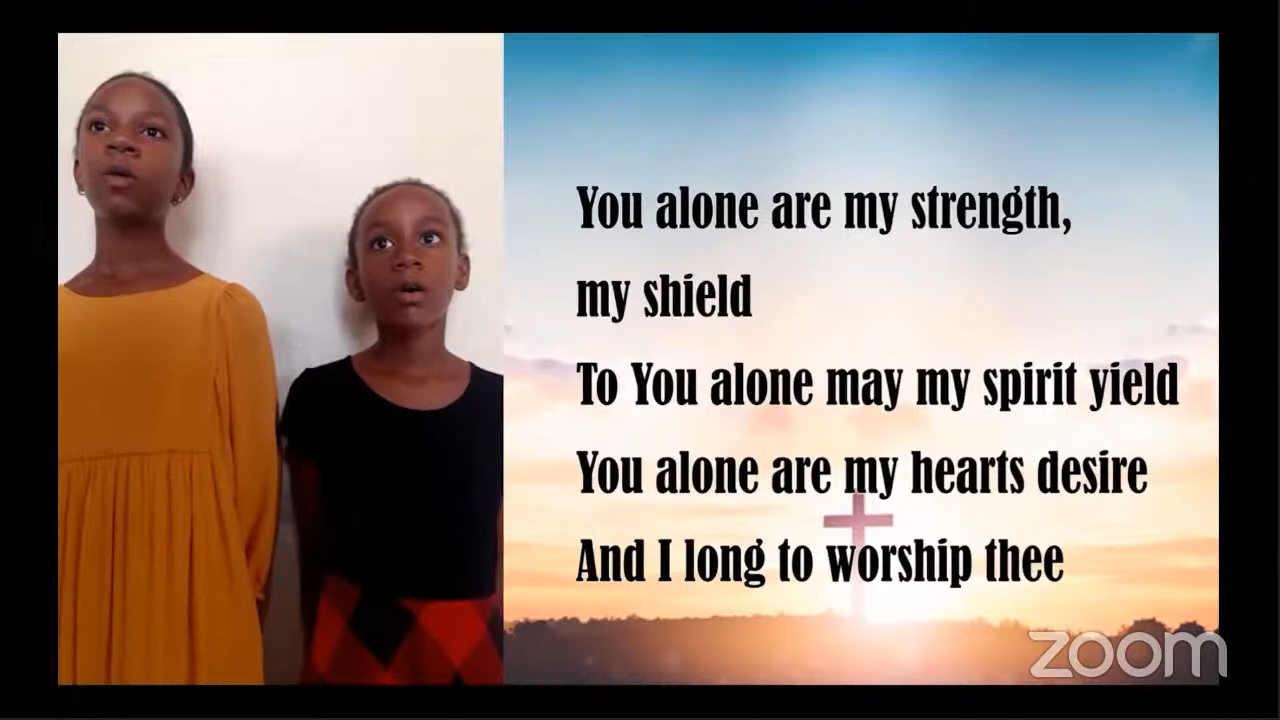 You alone are my strength,
my shield
To You alone may my spirit yield
You alone are my hearts desire
And I long to worship thee
zoom